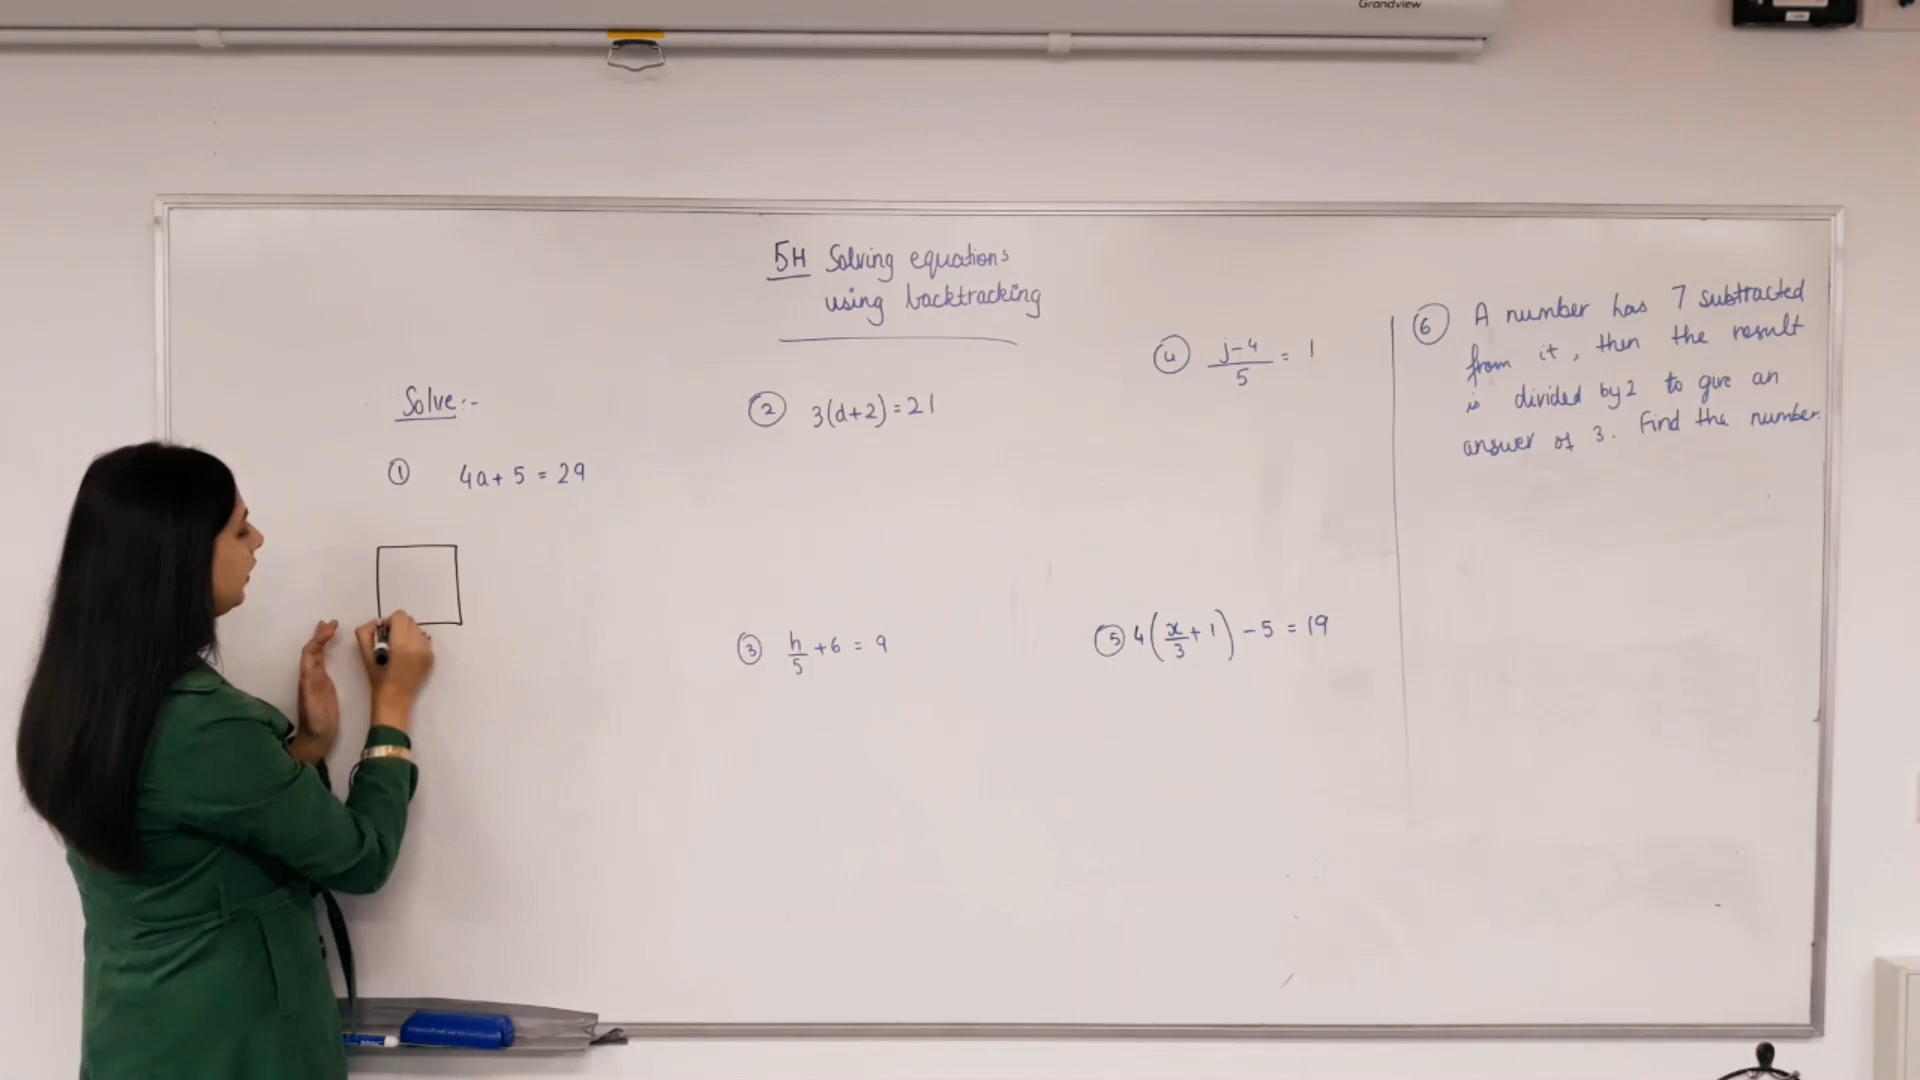 Grandview
5H Solving equations
using backtracking
Solve:-
① 4a + 5 = 29
② 3(d+2) = 21
③ h/5 + 6 = 9
④ j-4/5 = 1
⑤ 4(x/3 + 1) - 5 = 19
⑥ A number has 7 subtracted
from it, then the result
is divided by 2 to give an
answer of 3. Find the number.